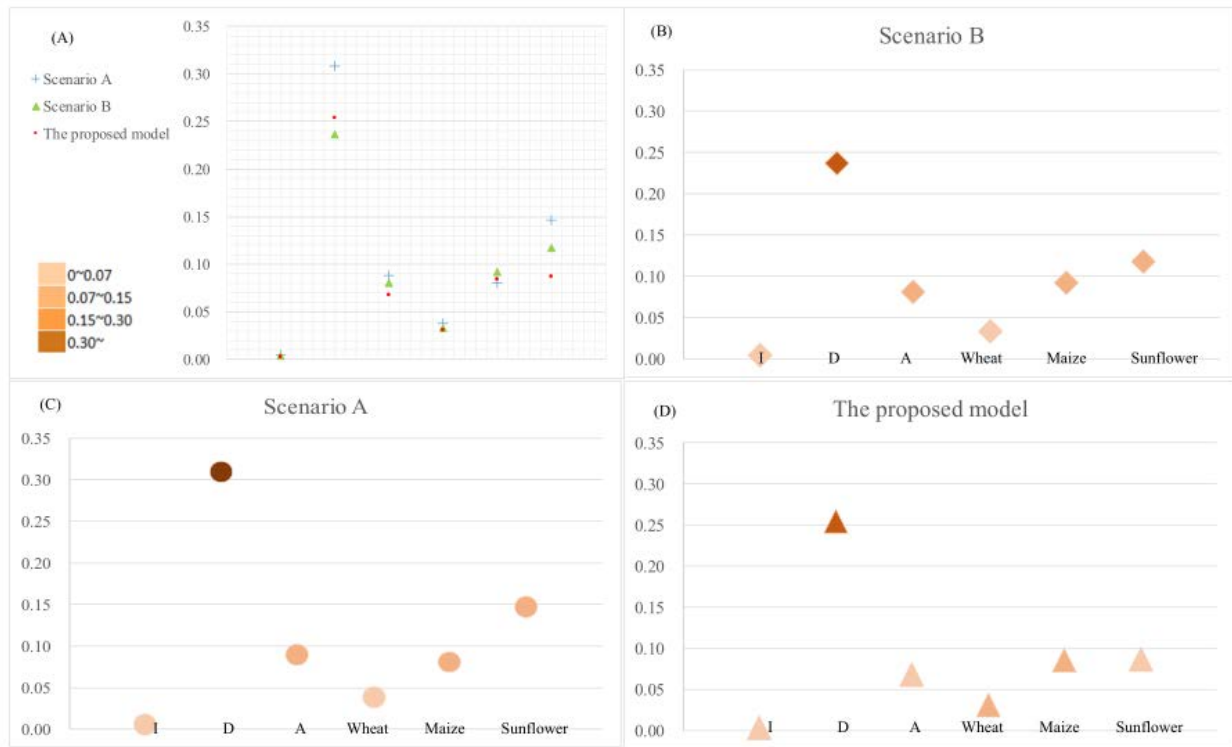 (A)
0.35
0.30
0.25
0.20
0.15
0.10
0.05
0.00
Scenario A
Scenario B
The proposed model
0~0.07
0.07~0.15
0.15~0.30
0.30~
(B)
Scenario B
0.35
0.30
0.25
0.20
0.15
0.10
0.05
0.00
I D A Wheat Maize Sunflower
(C)
Scenario A
0.35
0.30
0.25
0.20
0.15
0.10
0.05
0.00
I D A Wheat Maize Sunflower
(D)
The proposed model
0.35
0.30
0.25
0.20
0.15
0.10
0.05
0.00
I D A Wheat Maize Sunflower